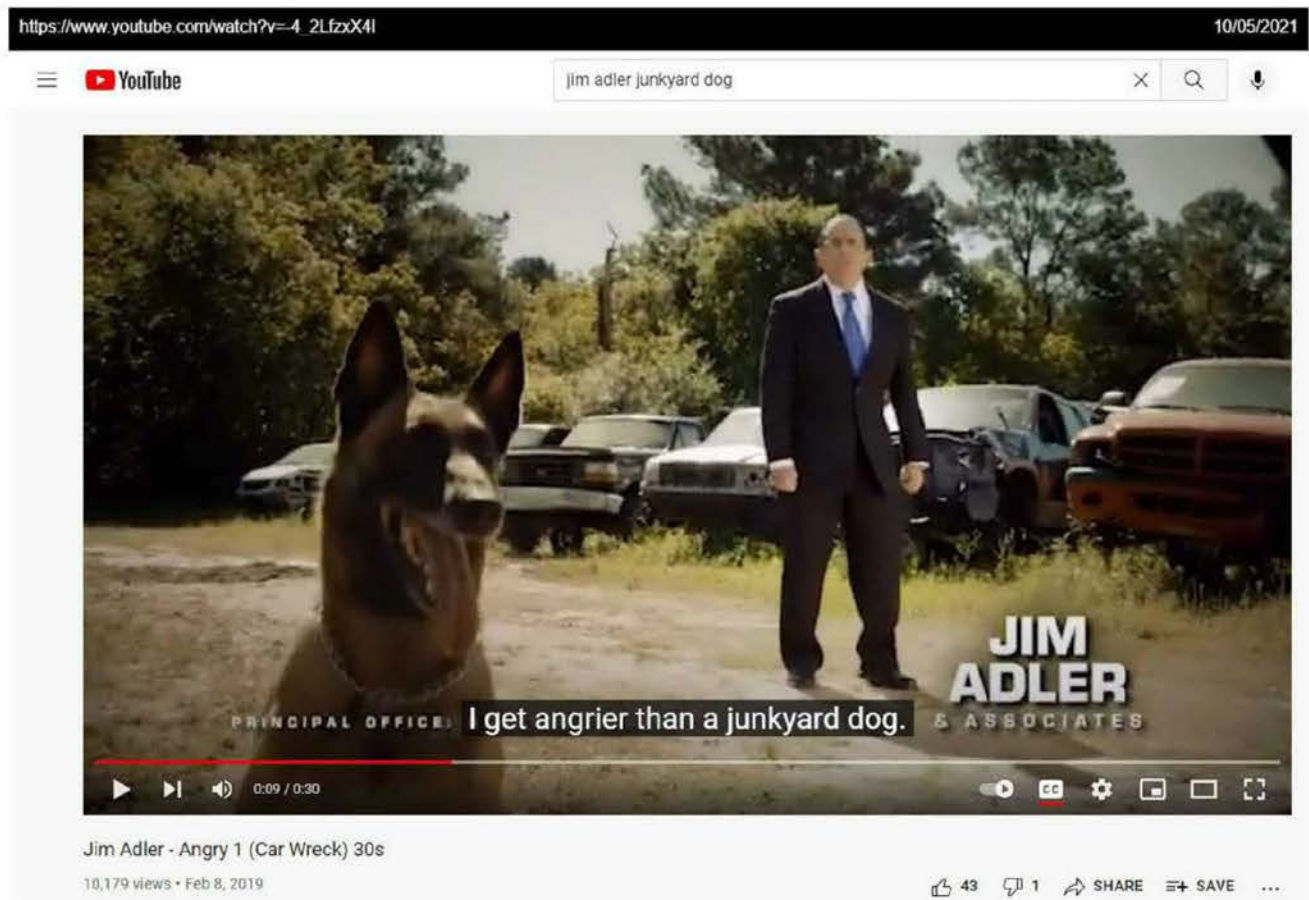 https://www.youtube.com/watch?v=-4_2LfzxX4I 10/05/2021
YouTube
jim adler junkyard dog
JIM
ADLER
& ASSOCIATES
PRINCIPAL OFFICE:
I get angrier than a junkyard dog.
0:09 / 0:30
CC
Jim Adler - Angry 1 (Car Wreck) 30s
10,179 views • Feb 8, 2019
43 1 SHARE SAVE ...